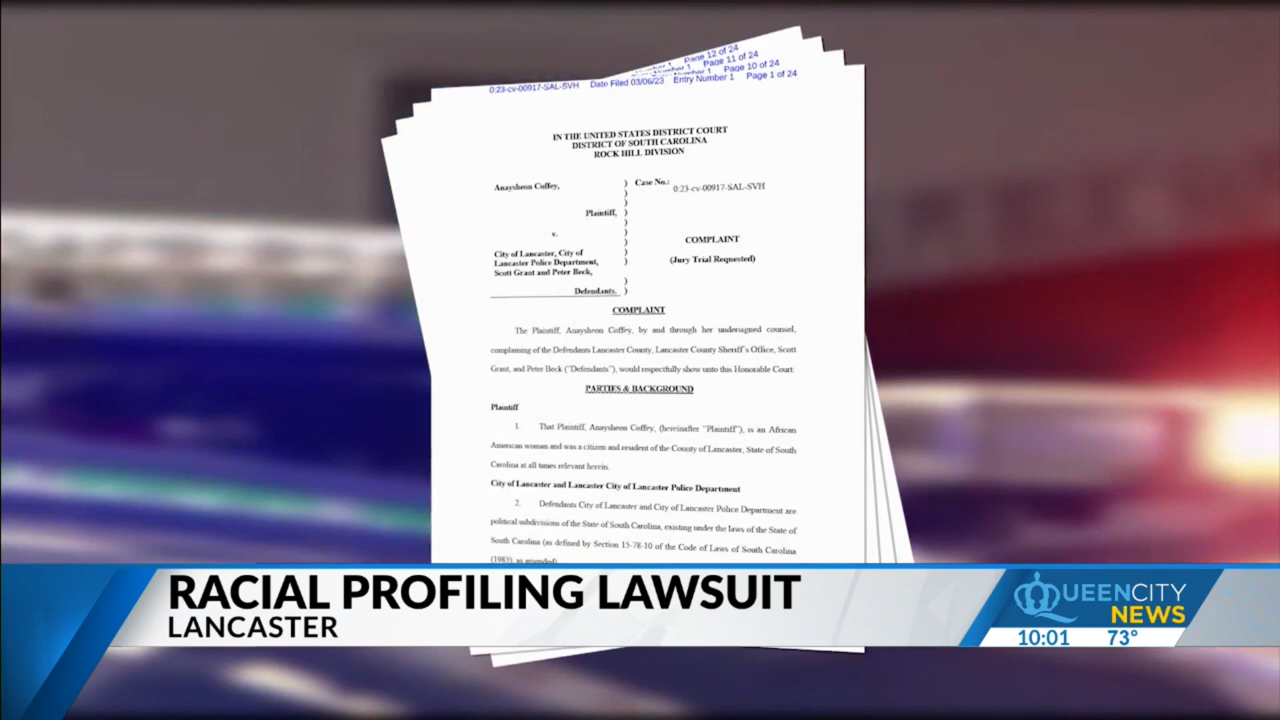 Page 12 of 24
Number 1 Page 11 of 24
Number 1 Page 10 of 24
0:23-cv-00917-SAL-SVH Date Filed 03/06/23 Entry Number 1 Page 1 of 24
IN THE UNITED STATES DISTRICT COURT
DISTRICT OF SOUTH CAROLINA
ROCK HILL DIVISION
Anaysheon Coffey, ) Case No.: 0:23-cv-00917-SAL-SVH
)
)
Plaintiff, )
)
v. )
) COMPLAINT
City of Lancaster, City of )
Lancaster Police Department, ) (Jury Trial Requested)
Scott Grant and Peter Beck,
)
Defendants. )
COMPLAINT
The Plaintiff, Anaysheon Coffey, by and through her undersigned counsel,
complaining of the Defendants Lancaster County, Lancaster County Sheriff's Office, Scott
Grant, and Peter Beck ("Defendants"), would respectfully show unto this Honorable Court
PARTIES & BACKGROUND
Plaintiff
1. That Plaintiff, Anaysheon Coffey, (hereinafter "Plaintiff"), is an African
American woman and was a citizen and resident of the County of Lancaster, State of South
Carolina at all times relevant herein.
City of Lancaster and Lancaster City of Lancaster Police Department
2. Defendants City of Lancaster and City of Lancaster Police Department are
political subdivisions of the State of South Carolina, existing under the laws of the State of
South Carolina (as defined by Section 15-78-10 of the Code of Laws of South Carolina
(1985), as amended)
RACIAL PROFILING LAWSUIT
LANCASTER
QUEEN CITY
NEWS
10:01 73°